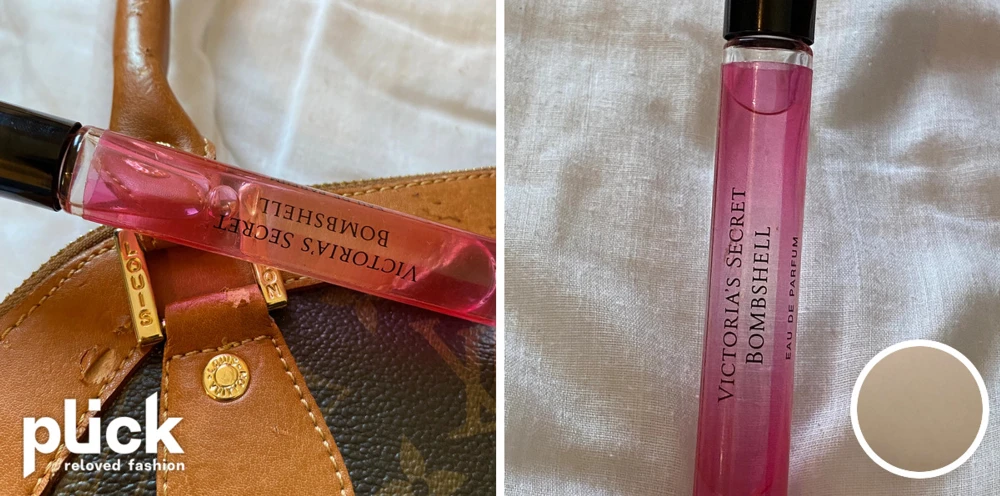 VICTORIA'S SECRET
BOMBSHELL
LOUIS
plick
reloved fashion
VICTORIA'S SECRET
BOMBSHELL
EAU DE PARFUM